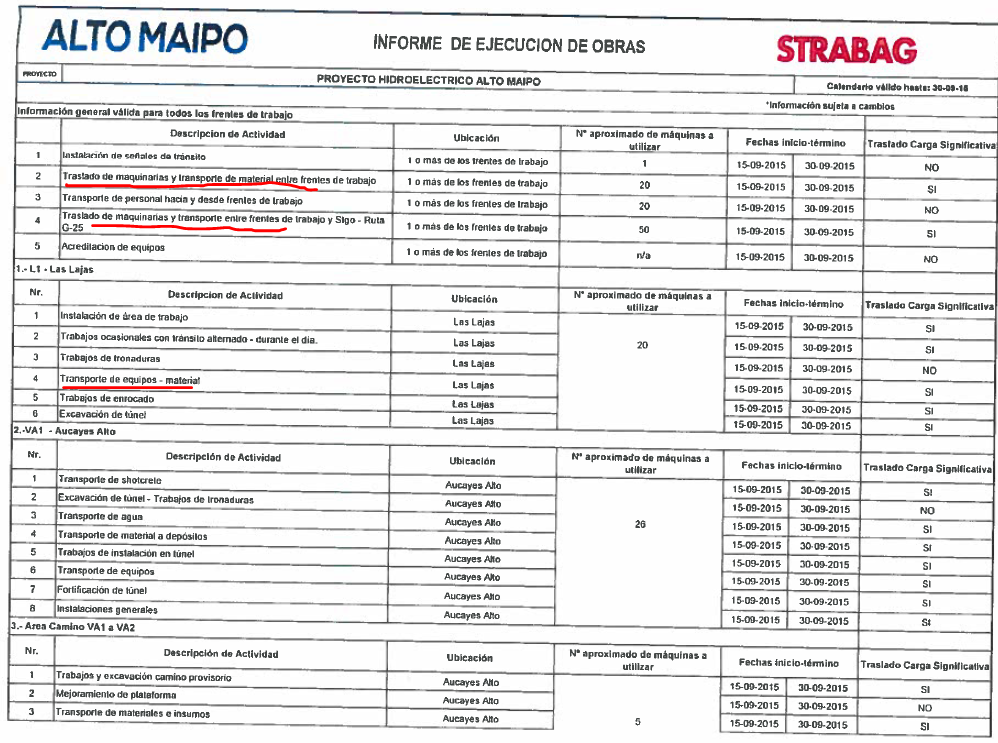 ALTO MAIPO
INFORME DE EJECUCION DE OBRAS
STRABAG
PROYECTO
PROYECTO HIDROELECTRICO ALTO MAIPO
Calendario válido hasta: 30-09-15
*Información sujeta a cambios
Información general válida para todos los frentes de trabajo
Descripcion de Actividad Ubicación N° aproximado de máquinas a utilizar Fechas inicio-término Traslado Carga Significativa
1 Instalación de señales de tránsito 1 o más de los frentes de trabajo 1 15-09-2015 30-09-2015 NO
2 Traslado de maquinarias y transporte de material entre frentes de trabajo 1 o más de los frentes de trabajo 20 15-09-2015 30-09-2015 SI
3 Transporte de personal hacia y desde frentes de trabajo 1 o más de los frentes de trabajo 20 15-09-2015 30-09-2015 NO
4 Traslado de máquinarias y transporte entre frentes de trabajo y Stgo - Ruta G-25 1 o más de los frentes de trabajo 50 15-09-2015 30-09-2015 SI
5 Acreditacion de equipos 1 o más de los frentes de trabajo n/a 15-09-2015 30-09-2015 NO
1.- L1 - Las Lajas
Nr. Descripcion de Actividad Ubicación N° aproximado de máquinas a utilizar Fechas inicio-término Traslado Carga Significativa
1 Instalación de área de trabajo Las Lajas 15-09-2015 30-09-2015 SI
2 Trabajos ocasionales con tránsito alternado - durante el día. Las Lajas 20 15-09-2015 30-09-2015 SI
3 Trabajos de tronaduras Las Lajas 15-09-2015 30-09-2015 NO
4 Transporte de equipos - material Las Lajas 15-09-2015 30-09-2015 SI
5 Trabajos de enrocado Las Lajas 15-09-2015 30-09-2015 SI
6 Excavación de túnel Las Lajas 15-09-2015 30-09-2015 SI
2.-VA1 - Aucayes Alto
Nr. Descripción de Actividad Ubicación N° aproximado de máquinas a utilizar Fechas inicio-término Traslado Carga Significativa
1 Transporte de shotcrete Aucayes Alto 15-09-2015 30-09-2015 SI
2 Excavación de túnel - Trabajos de tronaduras Aucayes Alto 15-09-2015 30-09-2015 NO
3 Transporte de agua Aucayes Alto 26 15-09-2015 30-09-2015 SI
4 Transporte de material a depósitos Aucayes Alto 15-09-2015 30-09-2015 SI
5 Trabajos de instalación en túnel Aucayes Alto 15-09-2015 30-09-2015 SI
6 Transporte de equipos Aucayes Alto 15-09-2015 30-09-2015 SI
7 Fortificación de túnel Aucayes Alto 15-09-2015 30-09-2015 SI
8 Instalaciones generales Aucayes Alto 15-09-2015 30-09-2015 SI
3.- Area Camino VA1 a VA2
Nr. Descripción de Actividad Ubicación N° aproximado de máquinas a utilizar Fechas inicio-término Traslado Carga Significativa
1 Trabajos y excavación camino provisorio Aucayes Alto 15-09-2015 30-09-2015 SI
2 Mejoramiento de plataforma Aucayes Alto 15-09-2015 30-09-2015 NO
3 Transporte de materiales e insumos Aucayes Alto 5 15-09-2015 30-09-2015 SI